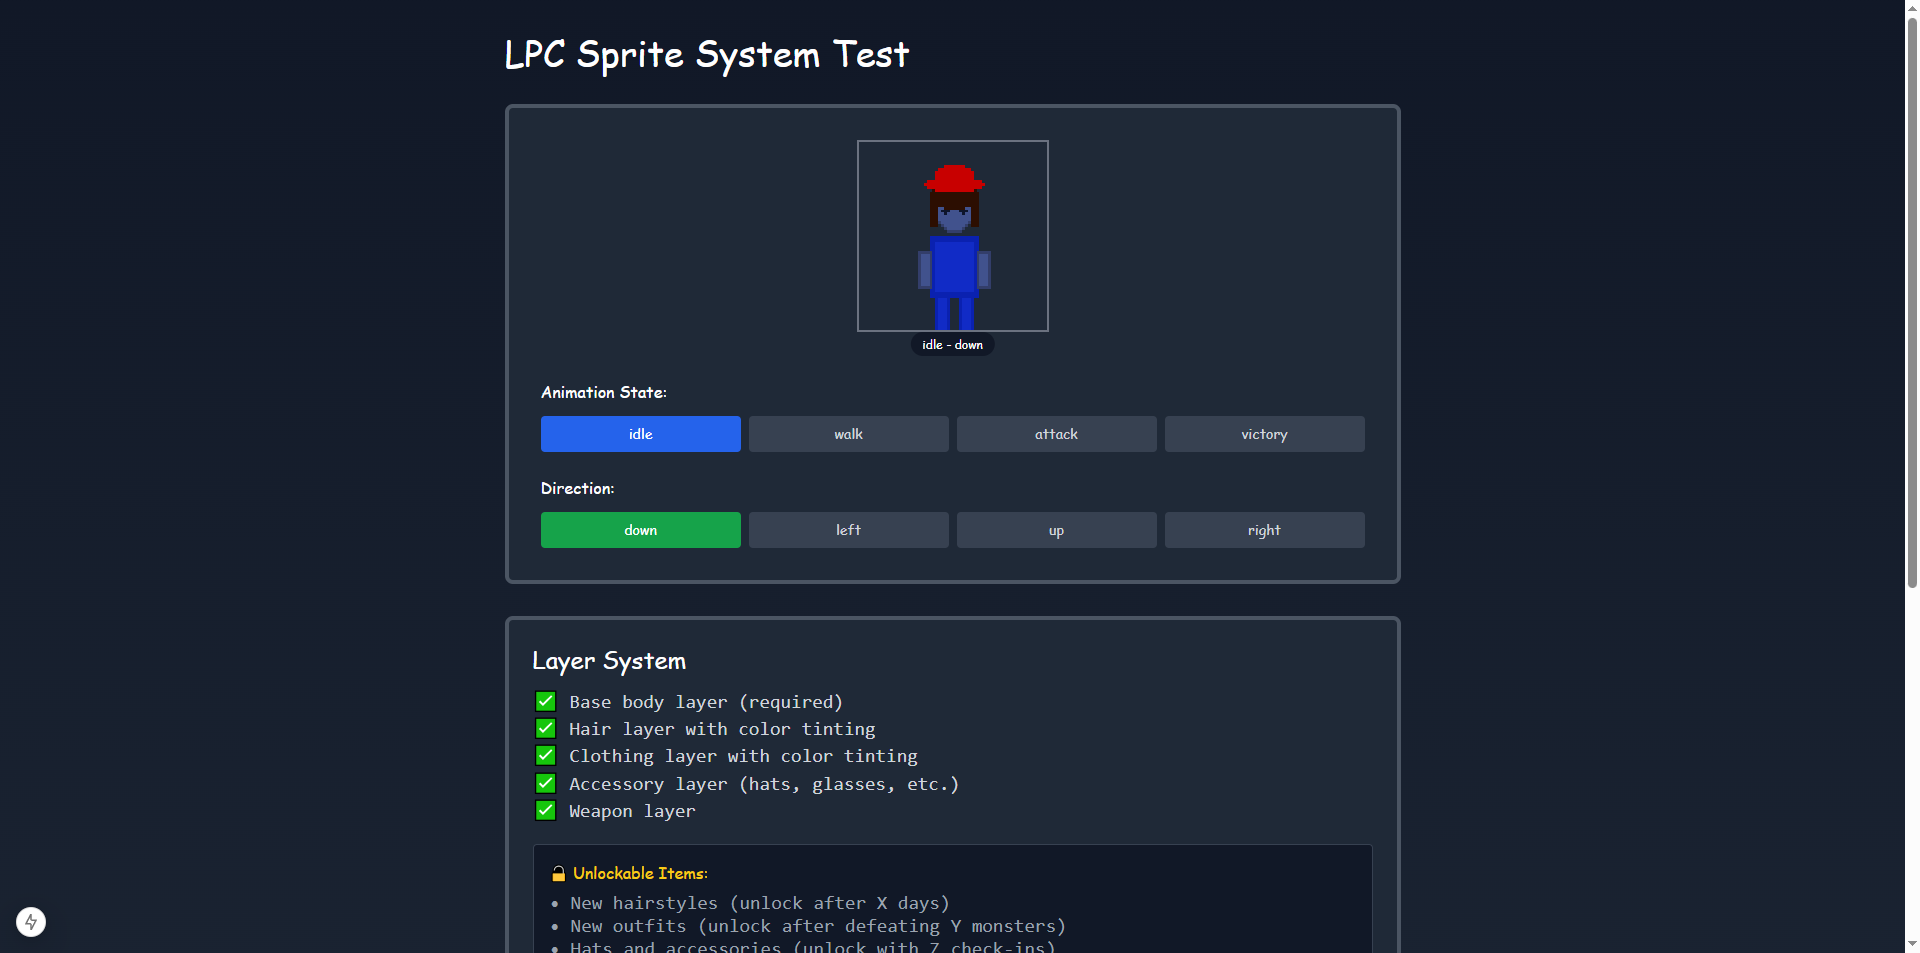 LPC Sprite System Test
idle - down
Animation State:
idle walk attack victory
Direction:
down left up right
Layer System
✅ Base body layer (required)
✅ Hair layer with color tinting
✅ Clothing layer with color tinting
✅ Accessory layer (hats, glasses, etc.)
✅ Weapon layer
🔒 Unlockable Items:
• New hairstyles (unlock after X days)
• New outfits (unlock after defeating Y monsters)
• Hats and accessories (unlock with Z check-ins)